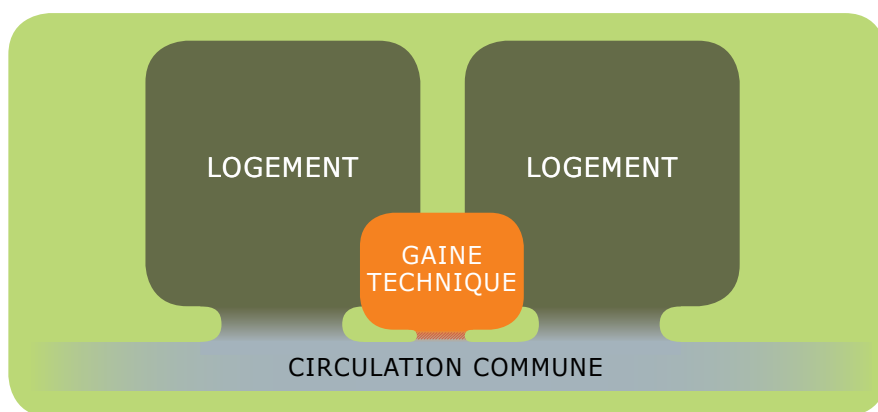 LOGEMENT
LOGEMENT
GAINE
TECHNIQUE
CIRCULATION COMMUNE